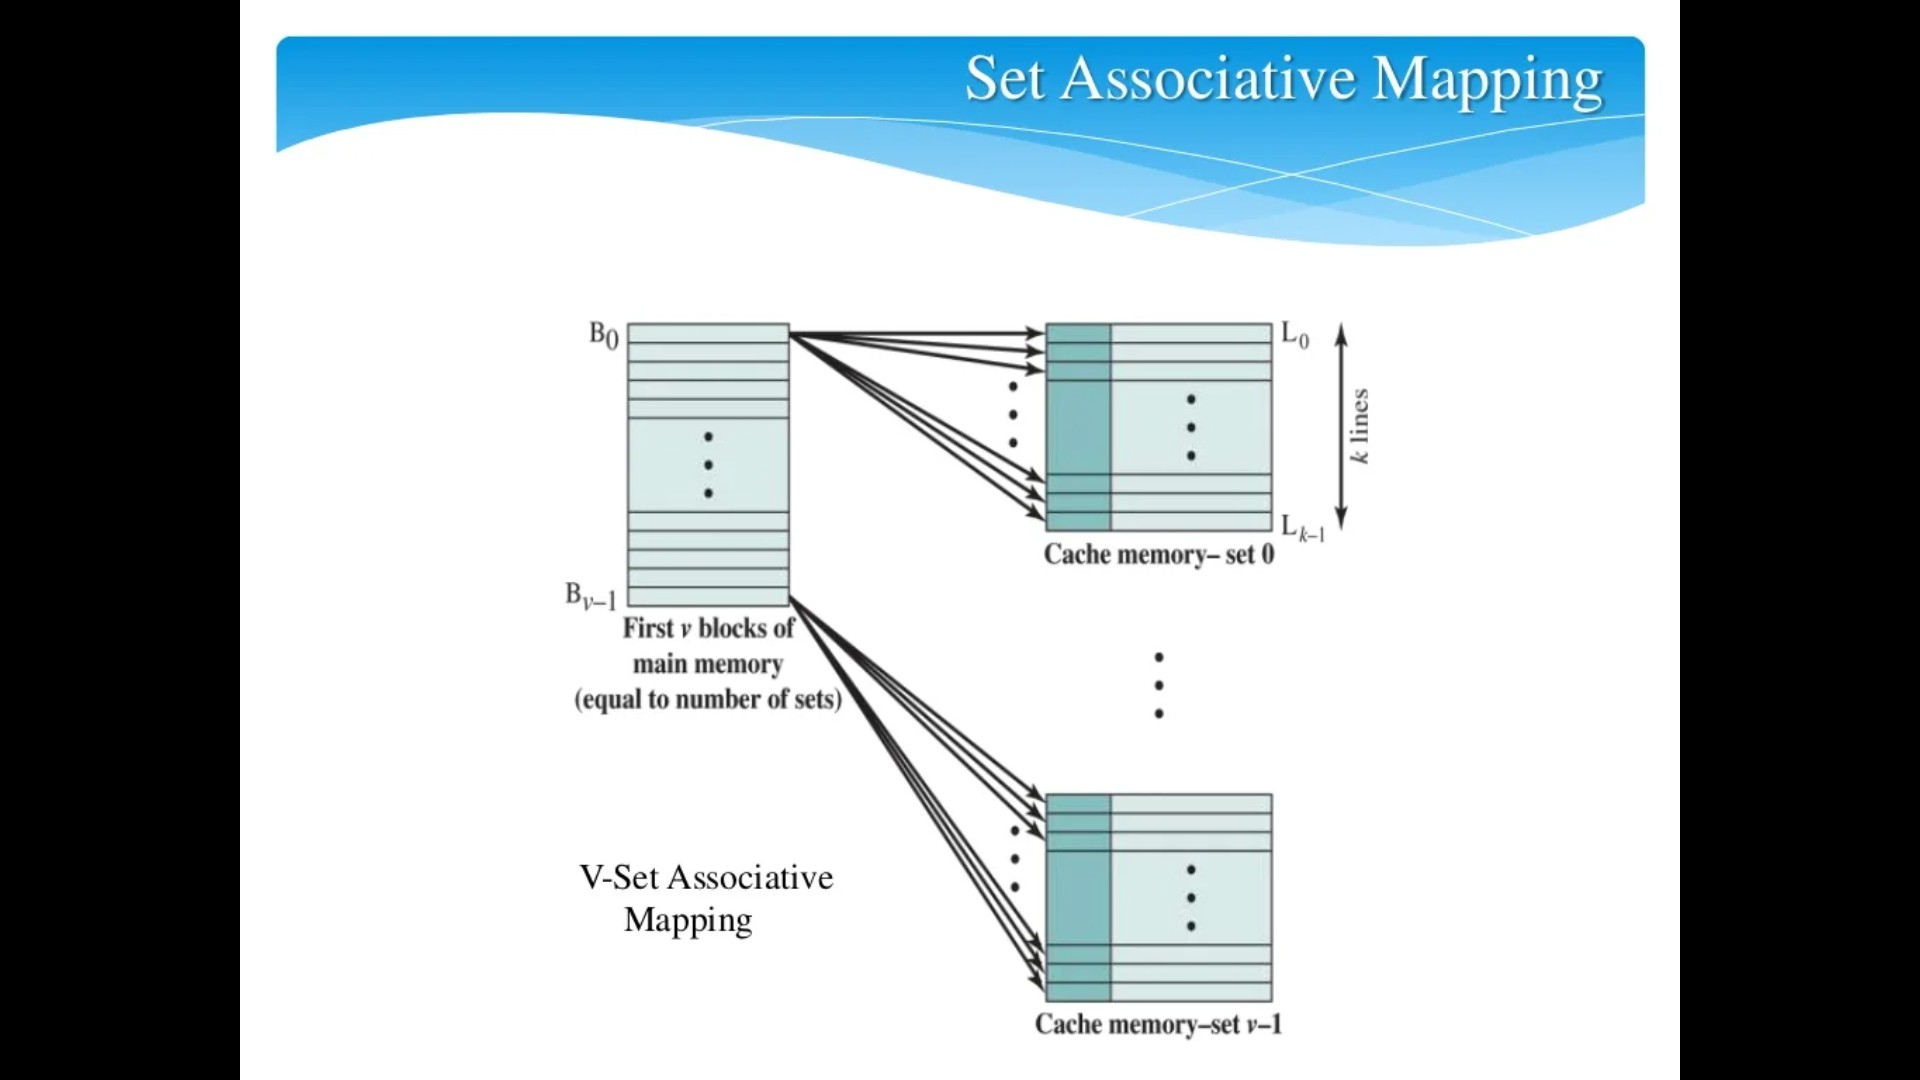 Set Associative Mapping
B0
L0
k lines
Lk–1
Cache memory– set 0
Bv–1
First v blocks of
main memory
(equal to number of sets)
V-Set Associative
Mapping
Cache memory–set v–1